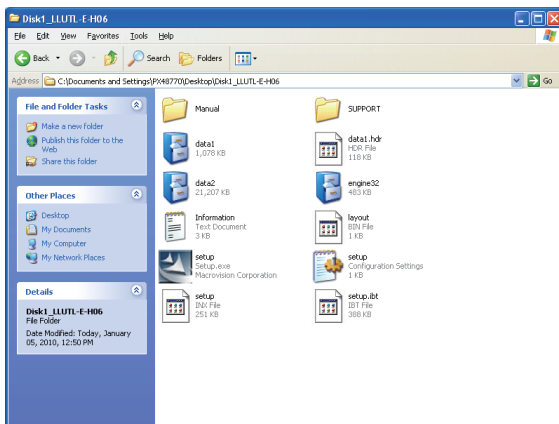 Disk1_LLUTL-E-H06
File Edit View Favorites Tools Help
Back Search Folders
Address C:\Documents and Settings\PX48770\Desktop\Disk1_LLUTL-E-H06 Go
File and Folder Tasks
Make a new folder
Publish this folder to the
Web
Share this folder
Other Places
Desktop
My Documents
My Computer
My Network Places
Details
Disk1_LLUTL-E-H06
File Folder
Date Modified: Today, January
05, 2010, 12:50 PM
Manual
SUPPORT
data1
1,078 KB
data1.hdr
HDR File
118 KB
data2
21,207 KB
engine32
483 KB
Information
Text Document
3 KB
layout
BIN File
1 KB
setup
Setup.exe
Macrovision Corporation
setup
Configuration Settings
1 KB
setup
INX File
251 KB
setup.ibt
IBT File
388 KB